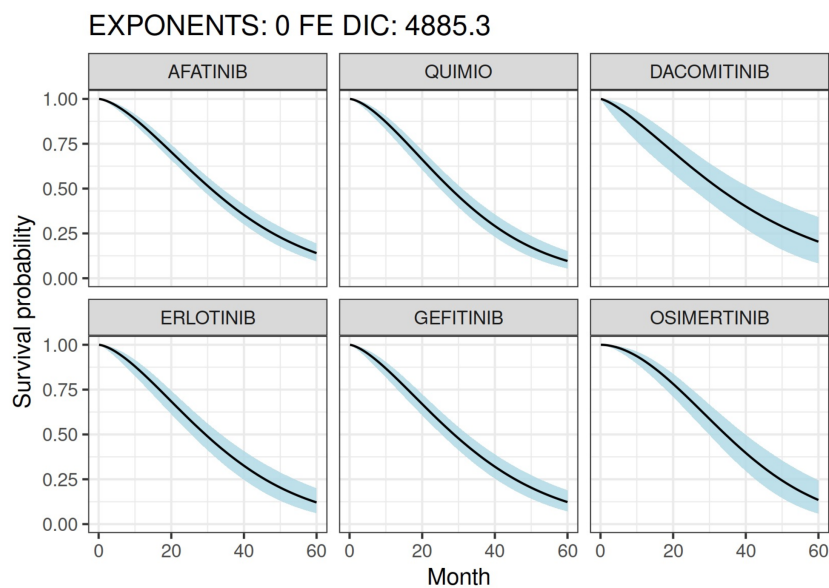 EXPONENTS: 0 FE DIC: 4885.3
AFATINIB QUIMIO DACOMITINIB
1.00
0.75
0.50
0.25
0.00
ERLOTINIB GEFITINIB OSIMERTINIB
1.00
0.75
0.50
0.25
0.00
Survival probability
0 20 40 60 0 20 40 60 0 20 40 60
Month